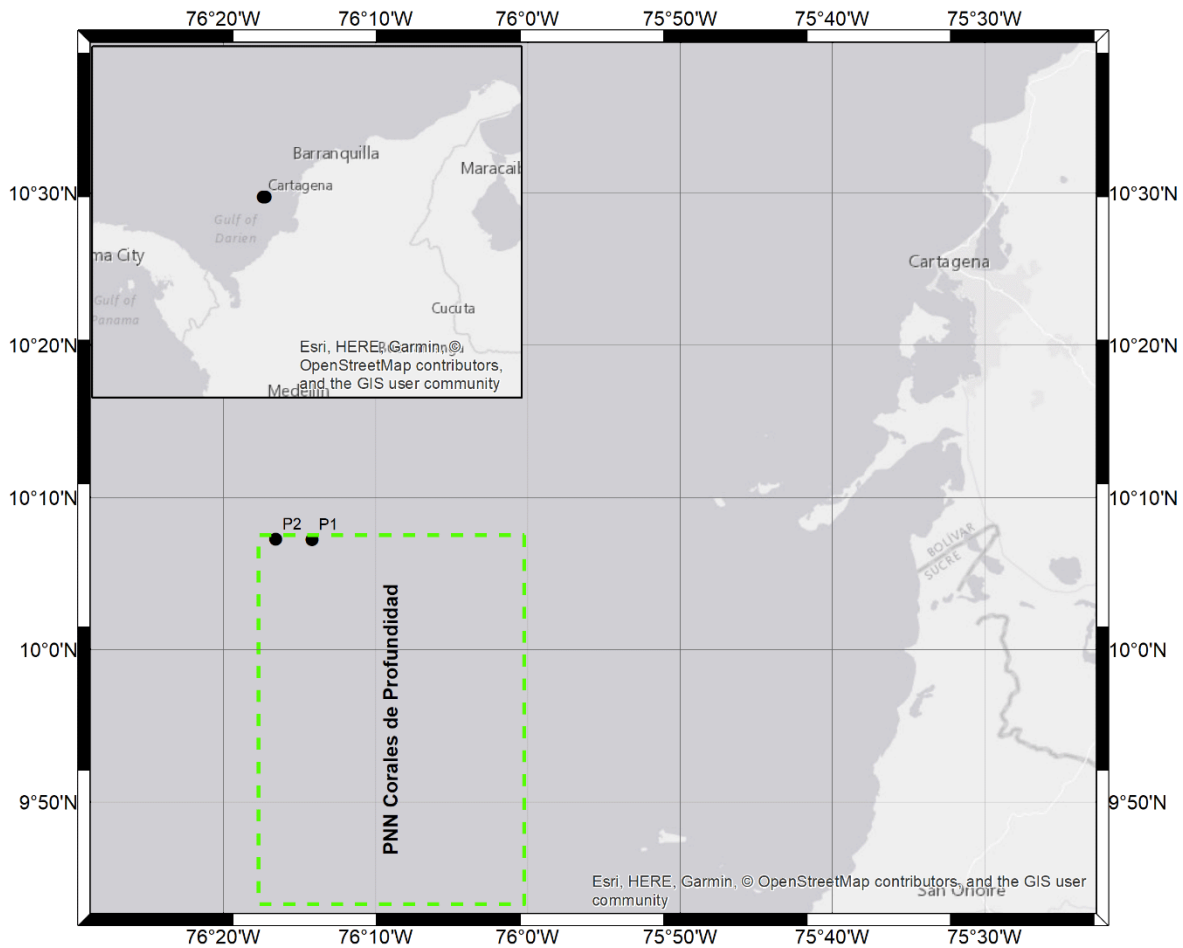 76°20'W 76°10'W 76°0'W 75°50'W 75°40'W 75°30'W
Barranquilla
Maracaib
Cartagena
Gulf of
Darien
ma City
Gulf of
Panama
Cucuta
Esri, HERE, Garmin, ©
OpenStreetMap contributors,
and the GIS user community
Medellin
10°30'N 10°30'N
Cartagena
10°20'N 10°20'N
10°10'N 10°10'N
P2 P1
BOLÍVAR
SUCRE
10°0'N 10°0'N
PNN Corales de Profundidad
9°50'N 9°50'N
Esri, HERE, Garmin, © OpenStreetMap contributors, and the GIS user
community
San Onofre
76°20'W 76°10'W 76°0'W 75°50'W 75°40'W 75°30'W